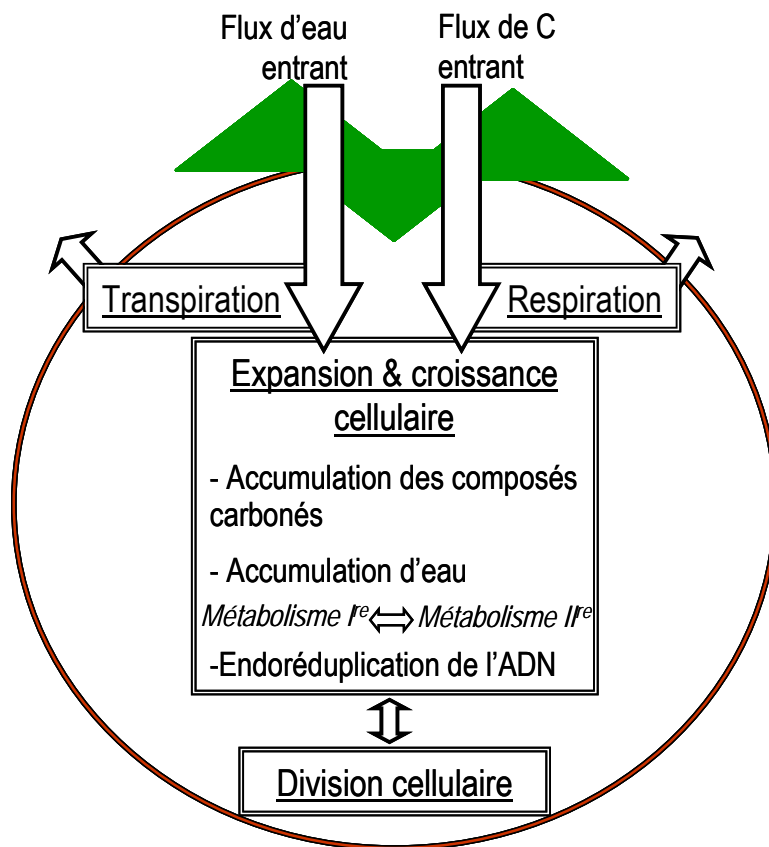 Flux d'eau
entrant
Flux de C
entrant
Transpiration
Respiration
Expansion & croissance
cellulaire
- Accumulation des composés
carbonés
- Accumulation d'eau
Métabolisme Iʳᵉ Métabolisme IIʳᵉ
-Endoréduplication de l'ADN
Division cellulaire